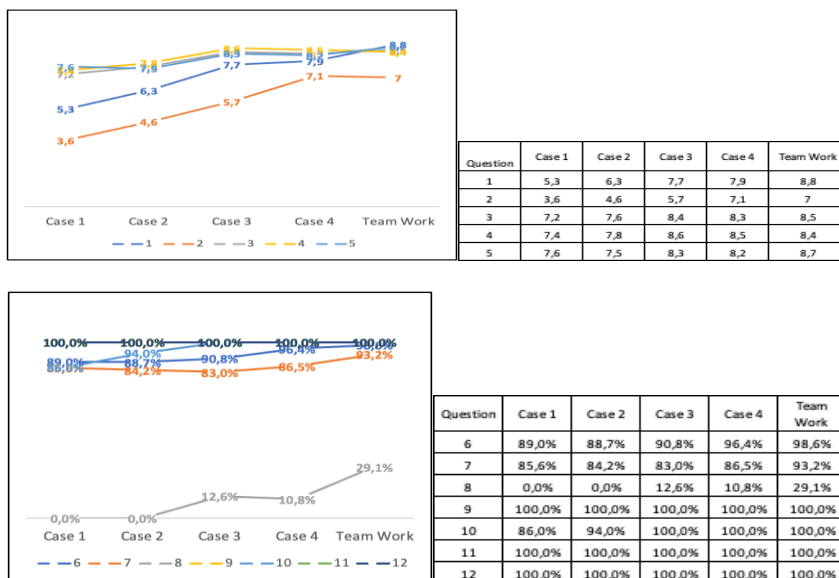 7,6 7,8 8,6 8,5 8,8
7,2 7,5 8,3
5,3 6,3 7,7 7,9
3,6 4,6 5,7 7,1 7
Case 1 Case 2 Case 3 Case 4 Team Work
1 2 3 4 5
Question Case 1 Case 2 Case 3 Case 4 Team Work
1 5,3 6,3 7,7 7,9 8,8
2 3,6 4,6 5,7 7,1 7
3 7,2 7,6 8,4 8,3 8,5
4 7,4 7,8 8,6 8,5 8,4
5 7,6 7,5 8,3 8,2 8,7
100,0% 100,0% 100,0% 100,0% 100,0%
89,0% 94,0% 96,4% 98,6%
88,7% 90,8%
84,2% 83,0% 86,5% 93,2%
0,0% 0,0% 12,6% 10,8% 29,1%
Case 1 Case 2 Case 3 Case 4 Team Work
6 7 8 9 10 11 12
Question Case 1 Case 2 Case 3 Case 4 Team Work
6 89,0% 88,7% 90,8% 96,4% 98,6%
7 85,6% 84,2% 83,0% 86,5% 93,2%
8 0,0% 0,0% 12,6% 10,8% 29,1%
9 100,0% 100,0% 100,0% 100,0% 100,0%
10 86,0% 94,0% 100,0% 100,0% 100,0%
11 100,0% 100,0% 100,0% 100,0% 100,0%
12 100,0% 100,0% 100,0% 100,0% 100,0%